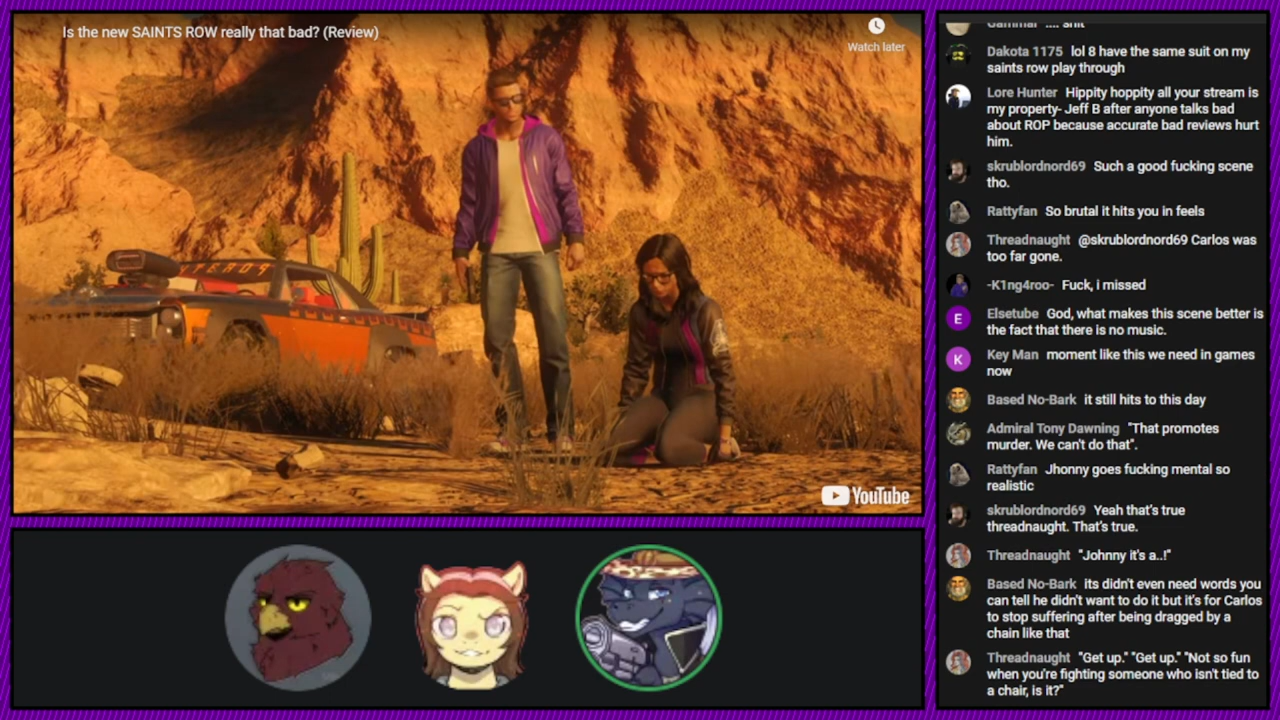 Is the new SAINTS ROW really that bad? (Review)
Watch later
YouTube
Gammar .... shit
Dakota 1175 lol 8 have the same suit on my
saints row play through
Lore Hunter Hippity hoppity all your stream is
my property- Jeff B after anyone talks bad
about ROP because accurate bad reviews hurt
him.
skrublordnord69 Such a good fucking scene
tho.
Rattyfan So brutal it hits you in feels
Threadnaught @skrublordnord69 Carlos was
too far gone.
-K1ng4roo- Fuck, i missed
E
Elsetube God, what makes this scene better is
the fact that there is no music.
K
Key Man moment like this we need in games
now
Based No-Bark it still hits to this day
Admiral Tony Dawning "That promotes
murder. We can't do that".
Rattyfan Jhonny goes fucking mental so
realistic
skrublordnord69 Yeah that's true
threadnaught. That's true.
Threadnaught "Johnny it's a..!"
Based No-Bark its didn't even need words you
can tell he didn't want to do it but it's for Carlos
to stop suffering after being dragged by a
chain like that
Threadnaught "Get up." "Get up." "Not so fun
when you're fighting someone who isn't tied to
a chair, is it?"